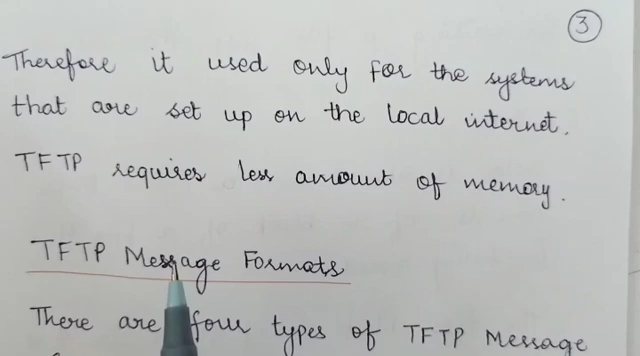 3
Therefore it used only for the systems
that are set up on the local internet.
TFTP requires less amount of memory.
TFTP Message Formats
There are four types of TFTP Message